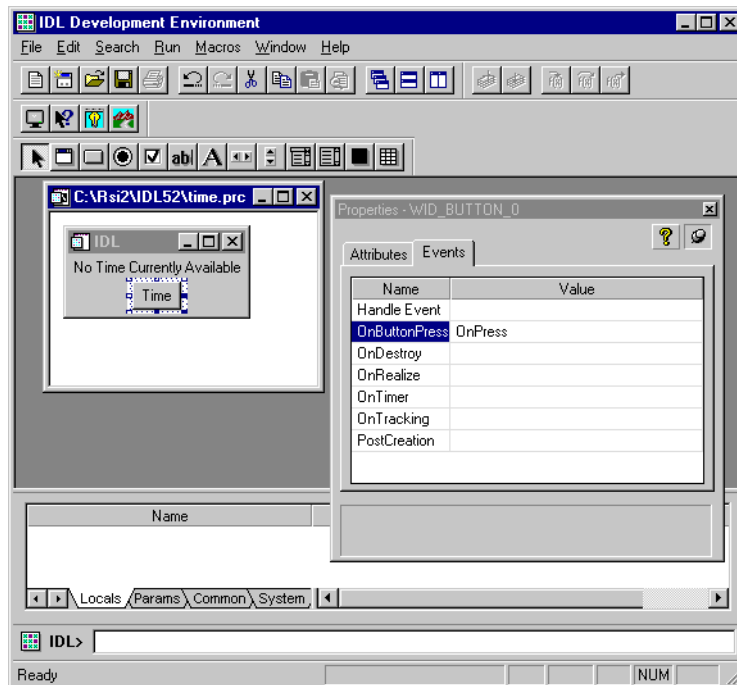 IDL Development Environment
File Edit Search Run Macros Window Help
abl A
C:\Rsi2\IDL52\time.prc
IDL
No Time Currently Available
Time
Properties - WID_BUTTON_0
Attributes Events
Name Value
Handle Event
OnButtonPress OnPress
OnDestroy
OnRealize
OnTimer
OnTracking
PostCreation
Name
Locals Params Common System
IDL>
Ready NUM